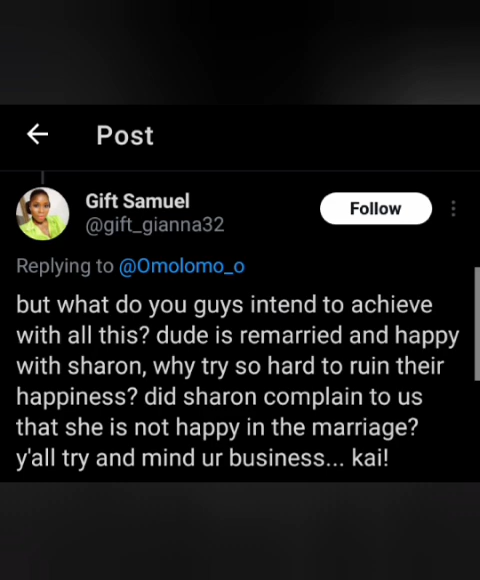 Post
Gift Samuel
@gift_gianna32
Follow
Replying to @Omolomo_o
but what do you guys intend to achieve
with all this? dude is remarried and happy
with sharon, why try so hard to ruin their
happiness? did sharon complain to us
that she is not happy in the marriage?
y'all try and mind ur business... kai!